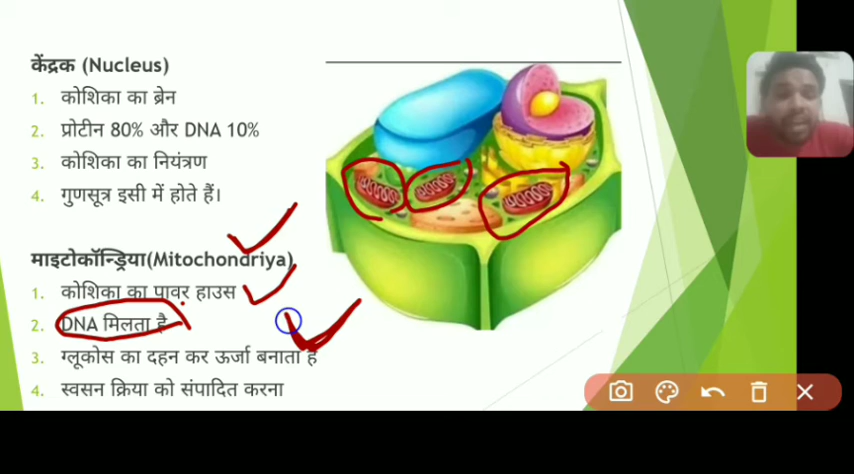 केंद्रक (Nucleus)
1. कोशिका का ब्रेन
2. प्रोटीन 80% और DNA 10%
3. कोशिका का नियंत्रण
4. गुणसूत्र इसी में होते हैं।
माइटोकॉन्ड्रिया(Mitochondriya)
1. कोशिका का पावर हाउस
2. DNA मिलता है
3. ग्लूकोस का दहन कर ऊर्जा बनाता है
4. स्वसन क्रिया को संपादित करना